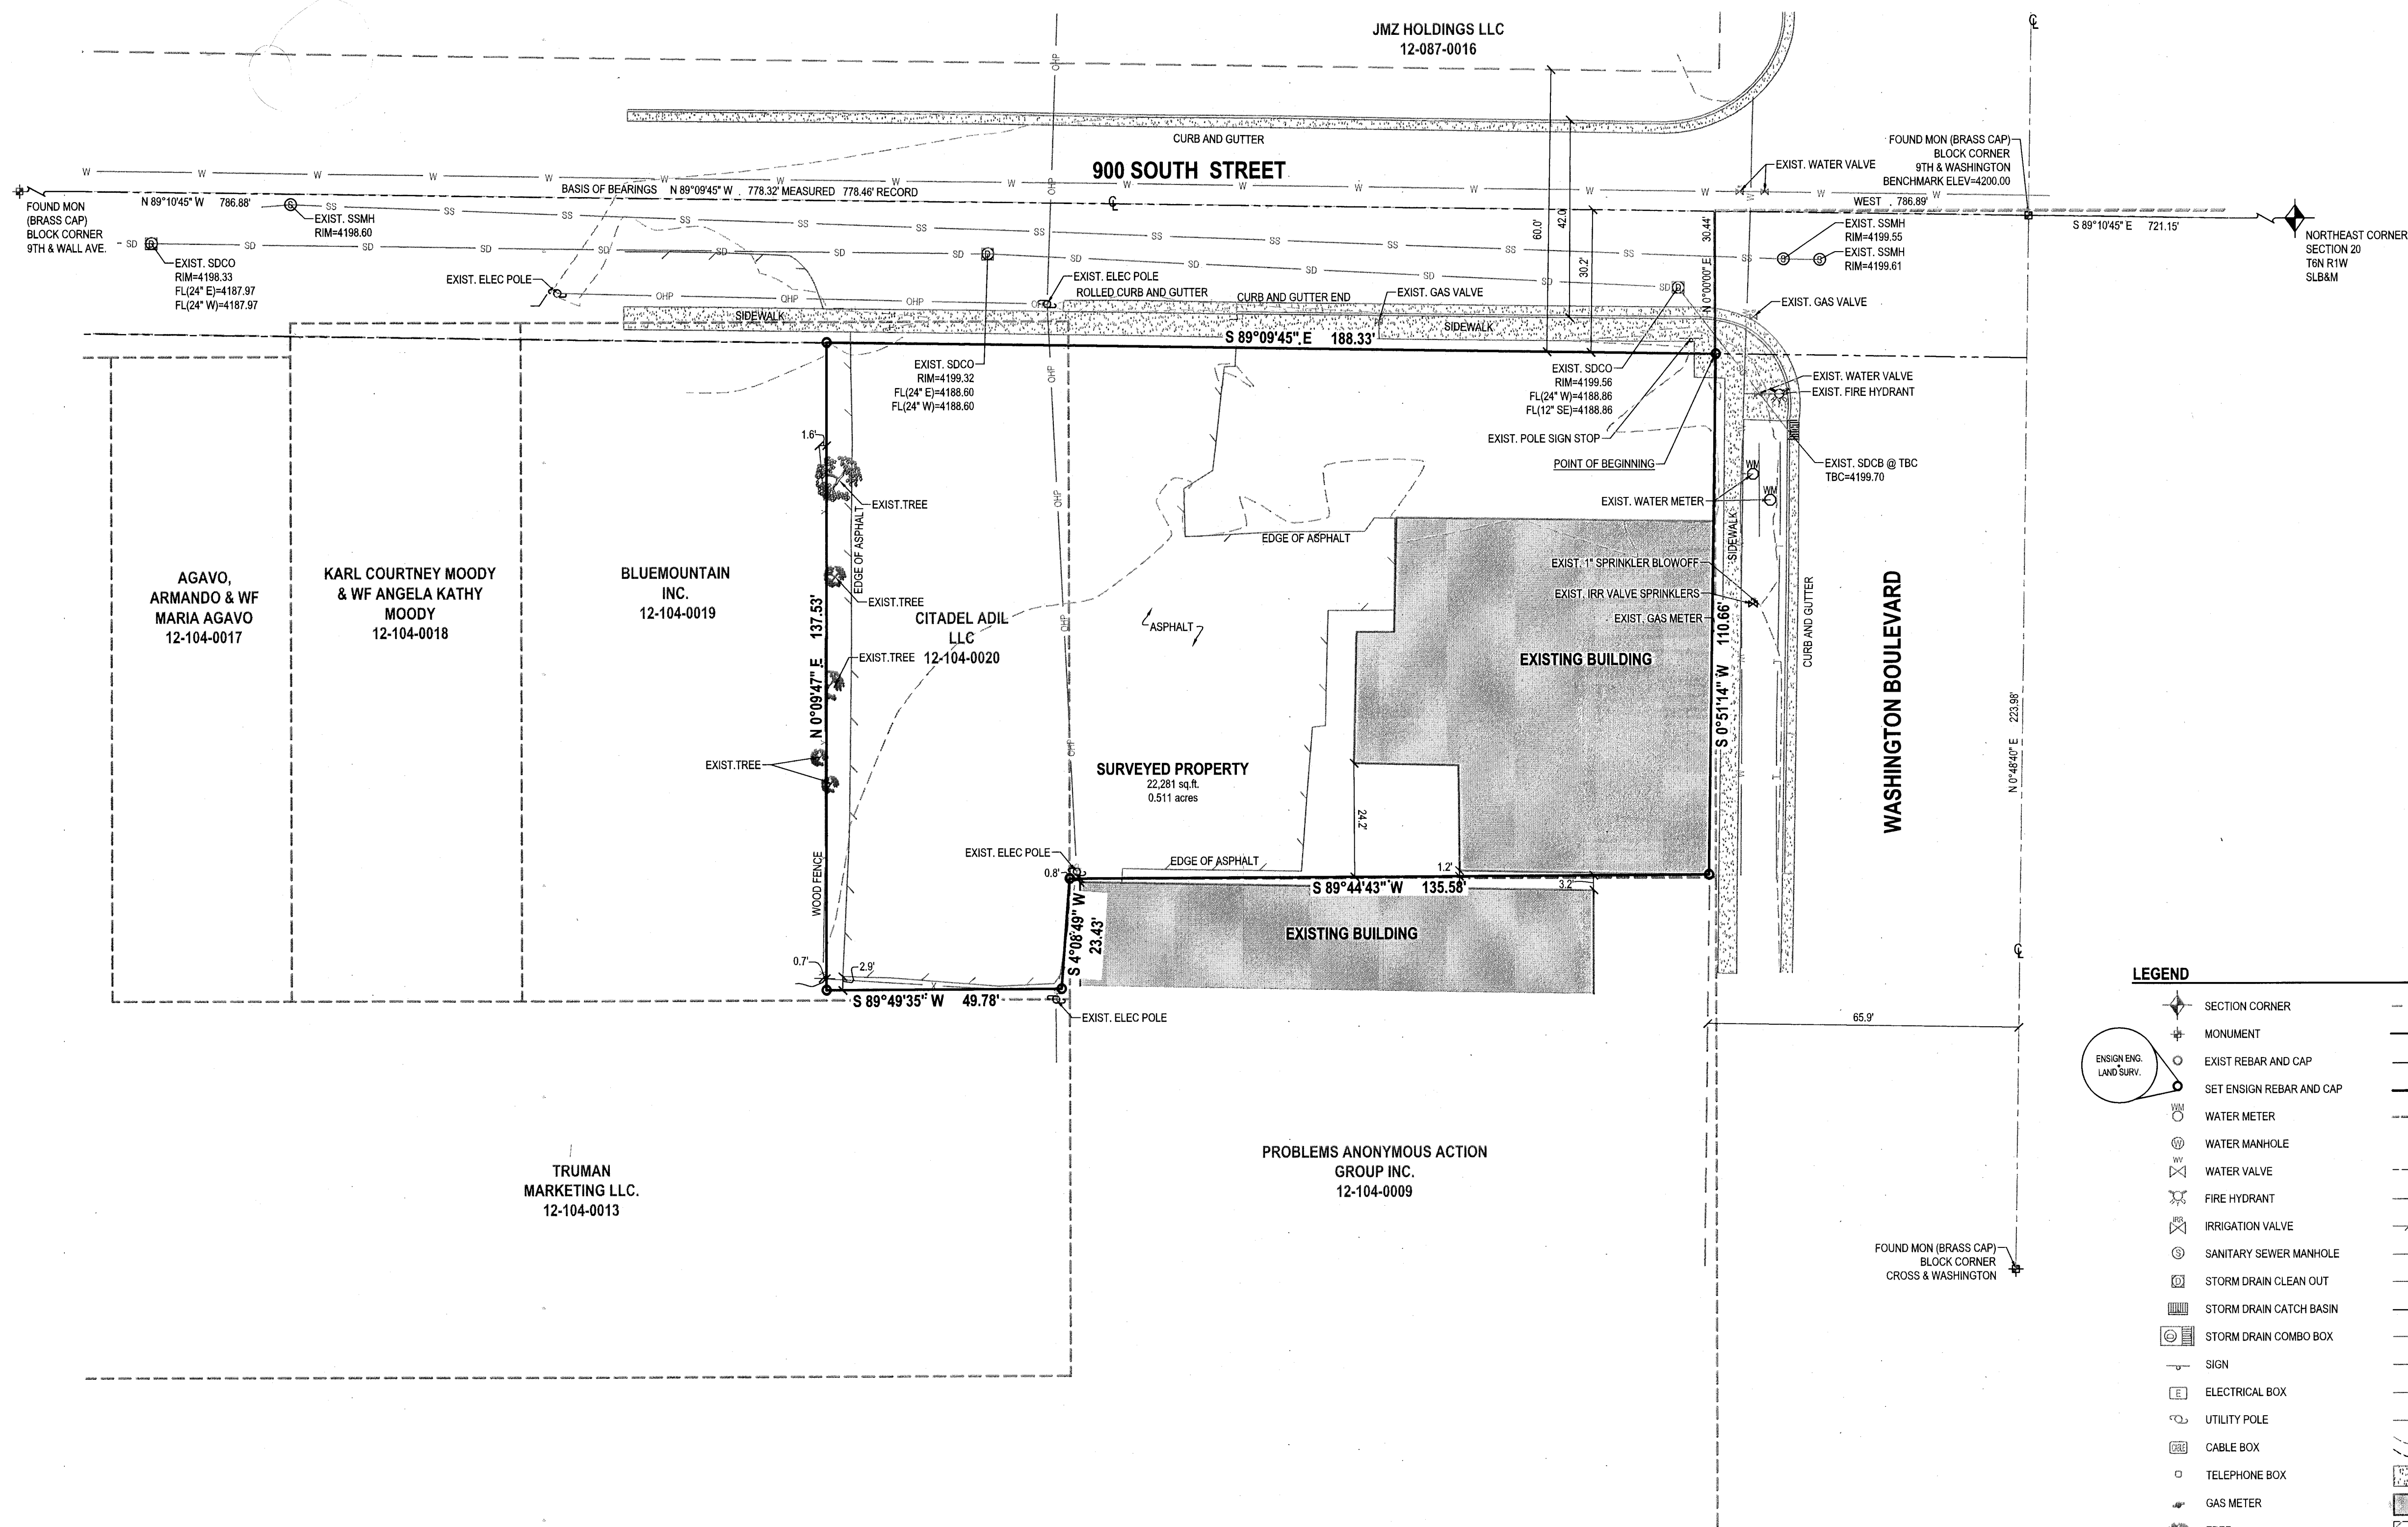 JMZ HOLDINGS LLC
12-087-0016
CURB AND GUTTER
900 SOUTH STREET
BASIS OF BEARINGS N 89°09'45" W . 778.32' MEASURED 778.46' RECORD
N 89°10'45" W 786.88'
FOUND MON
(BRASS CAP)
BLOCK CORNER
9TH & WALL AVE.
EXIST. SSMH
RIM=4198.60
EXIST. SDCO
RIM=4198.33
FL(24" E)=4187.97
FL(24" W)=4187.97
EXIST. ELEC POLE
EXIST. ELEC POLE
ROLLED CURB AND GUTTER
CURB AND GUTTER END
EXIST. GAS VALVE
SIDEWALK
SIDEWALK
60.0'
42.0'
30.2'
N 0°00'00" E 30.44'
FOUND MON (BRASS CAP)
BLOCK CORNER
9TH & WASHINGTON
BENCHMARK ELEV=4200.00
EXIST. WATER VALVE
WEST . 786.89'
S 89°10'45" E 721.15'
NORTHEAST CORNER
SECTION 20
T6N R1W
SLB&M
EXIST. SSMH
RIM=4199.55
EXIST. SSMH
RIM=4199.61
EXIST. GAS VALVE
S 89°09'45" E 188.33'
EXIST. SDCO
RIM=4199.32
FL(24" E)=4188.60
FL(24" W)=4188.60
EXIST. SDCO
RIM=4199.56
FL(24" W)=4188.86
FL(12" SE)=4188.86
EXIST. POLE SIGN STOP
POINT OF BEGINNING
EXIST. WATER VALVE
EXIST. FIRE HYDRANT
EXIST. SDCB @ TBC
TBC=4199.70
EXIST. WATER METER
WM
WM
1.6'
EXIST.TREE
EDGE OF ASPHALT
EDGE OF ASPHALT
EXIST. 1" SPRINKLER BLOWOFF
EXIST. IRR VALVE SPRINKLERS
EXIST. GAS METER
SIDEWALK
CURB AND GUTTER
WASHINGTON BOULEVARD
AGAVO,
ARMANDO & WF
MARIA AGAVO
12-104-0017
KARL COURTNEY MOODY
& WF ANGELA KATHY
MOODY
12-104-0018
BLUEMOUNTAIN
INC.
12-104-0019
N 0°09'47" E 137.53'
EXIST.TREE
CITADEL ADIL
LLC
12-104-0020
EXIST.TREE
ASPHALT
EXISTING BUILDING
S 0°51'14" W 110.66'
N 0°48'40" E 223.98'
EXIST.TREE
SURVEYED PROPERTY
22,281 sq.ft.
0.511 acres
24.2'
WOOD FENCE
EXIST. ELEC POLE
0.8'
EDGE OF ASPHALT
1.2'
S 89°44'43" W 135.58'
3.2'
S 4°08'49" W
23.43'
EXISTING BUILDING
0.7'
2.9'
S 89°49'35" W 49.78'
EXIST. ELEC POLE
65.9'
TRUMAN
MARKETING LLC.
12-104-0013
PROBLEMS ANONYMOUS ACTION
GROUP INC.
12-104-0009
FOUND MON (BRASS CAP)
BLOCK CORNER
CROSS & WASHINGTON
LEGEND
SECTION CORNER
MONUMENT
EXIST REBAR AND CAP
ENSIGN ENG.
LAND SURV.
SET ENSIGN REBAR AND CAP
WM
WATER METER
WATER MANHOLE
WV
WATER VALVE
FIRE HYDRANT
IRR
IRRIGATION VALVE
SANITARY SEWER MANHOLE
STORM DRAIN CLEAN OUT
STORM DRAIN CATCH BASIN
STORM DRAIN COMBO BOX
SIGN
E
ELECTRICAL BOX
UTILITY POLE
CABLE BOX
TELEPHONE BOX
GAS METER